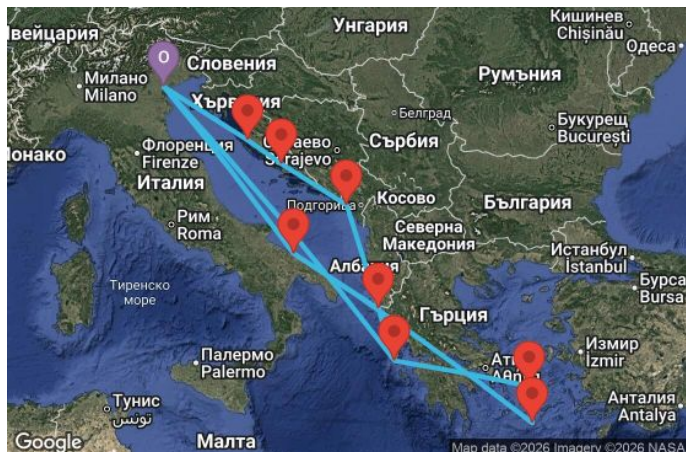 Швейцария
Унгария
Кишинев
Chișinău
Одеса
Словения
Милано
Milano
Румъния
Хърватия
Белград
Букурещ
București
Монако
Флоренция
Firenze
Сараево
Sarajevo
Сърбия
Италия
Косово
Подгорица
България
Рим
Roma
Северна
Македония
Истанбул
İstanbul
Албания
Бурса
Bursa
Тиренско
море
Гърция
Измир
İzmir
Палермо
Palermo
Атина
Αθήνα
Анталия
Antalya
Тунис
تونس
Малта
O
Google
Map data ©2026 Imagery ©2026 NASA